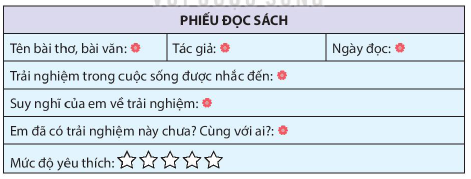 PHIẾU ĐỌC SÁCH
Tên bài thơ, bài văn: Tác giả: Ngày đọc:
Trải nghiệm trong cuộc sống được nhắc đến:
Suy nghĩ của em về trải nghiệm:
Em đã có trải nghiệm này chưa? Cùng với ai?:
Mức độ yêu thích: